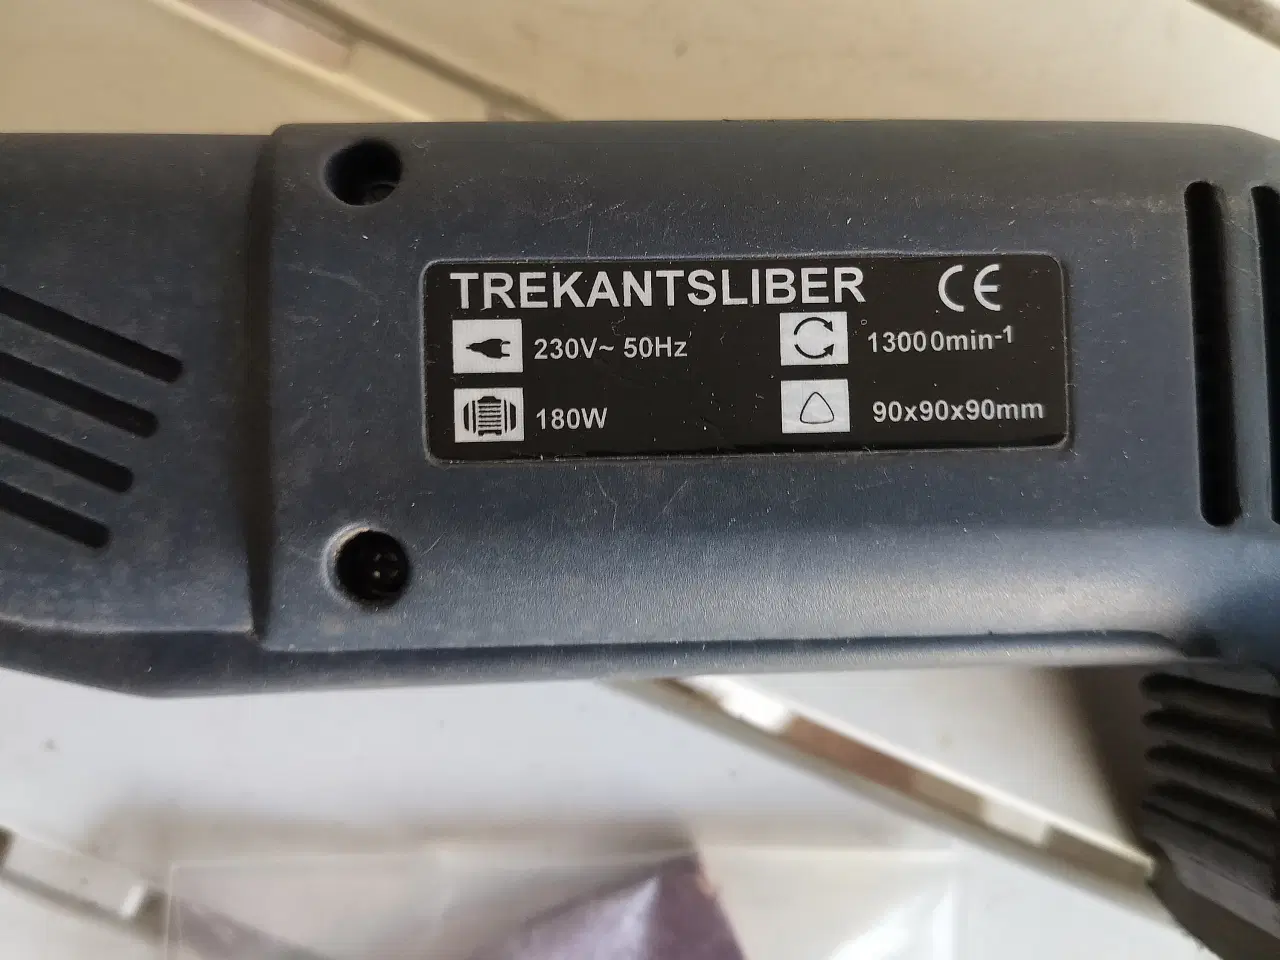 TREKANTSLIBER CE
230V~ 50Hz 13000min-1
180W 90x90x90mm